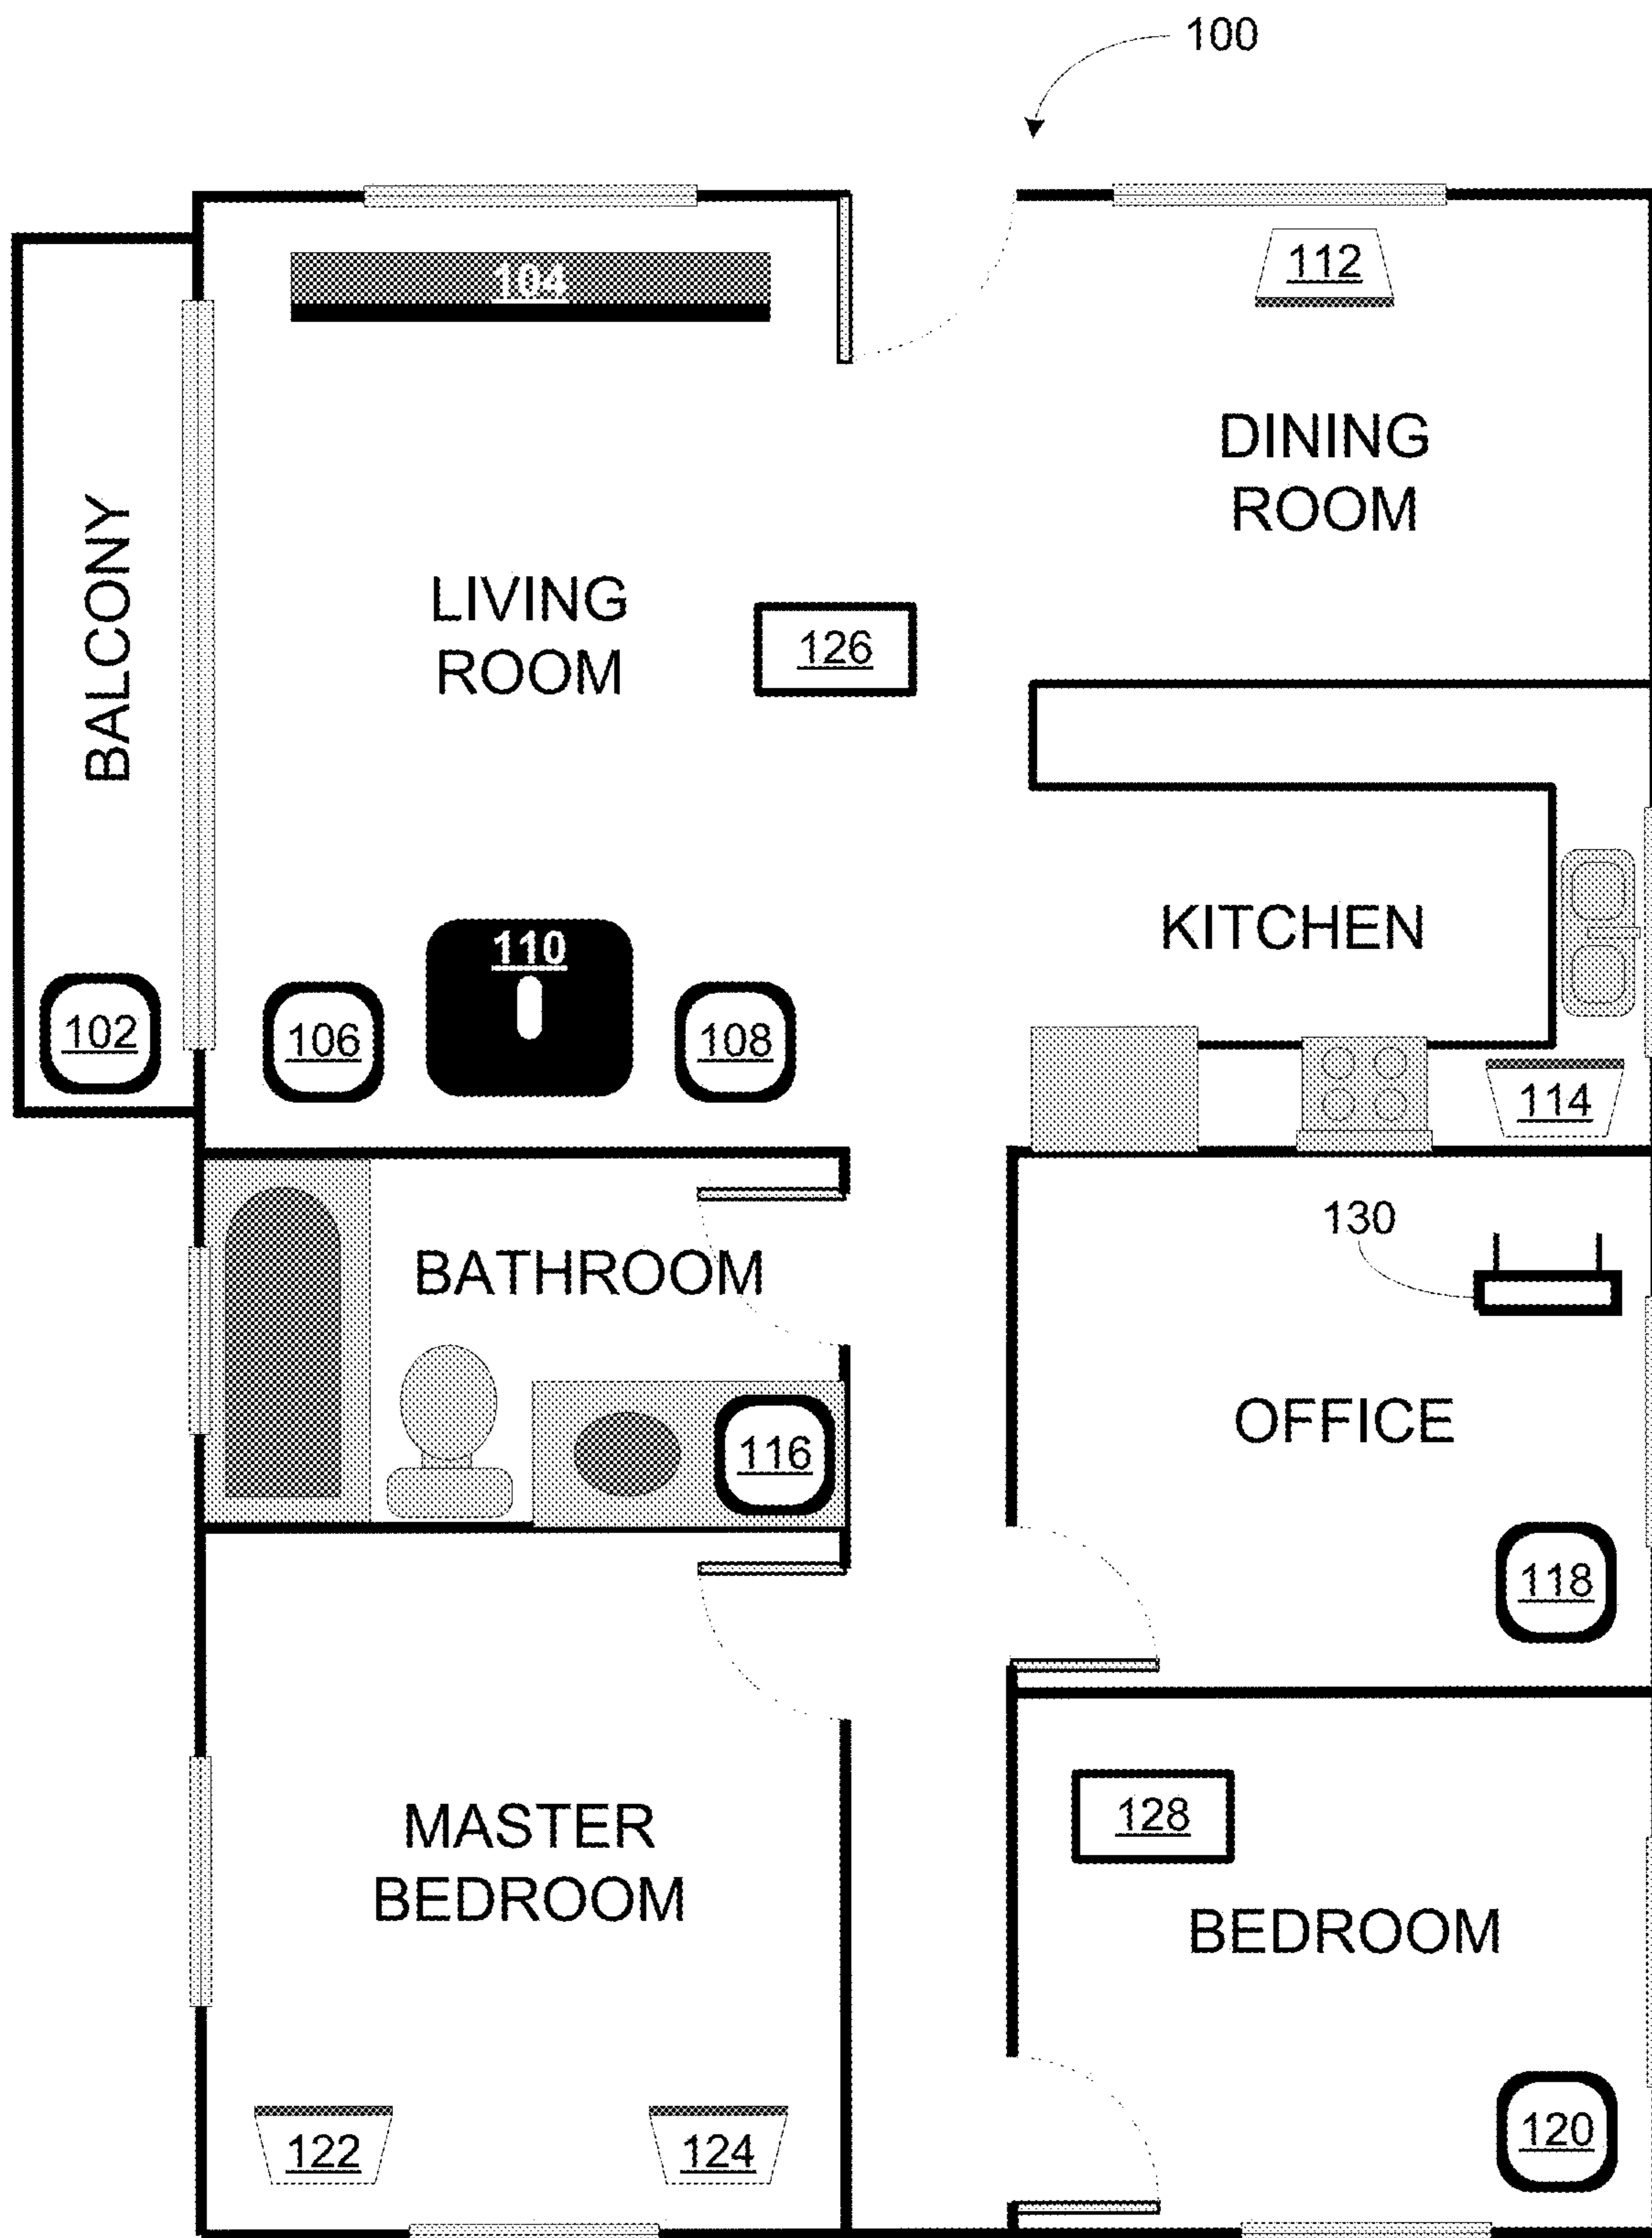 100
104
112
DINING
ROOM
BALCONY
LIVING
ROOM
126
110
KITCHEN
102
106
108
114
130
BATHROOM
OFFICE
116
118
MASTER
BEDROOM
128
BEDROOM
122
124
120